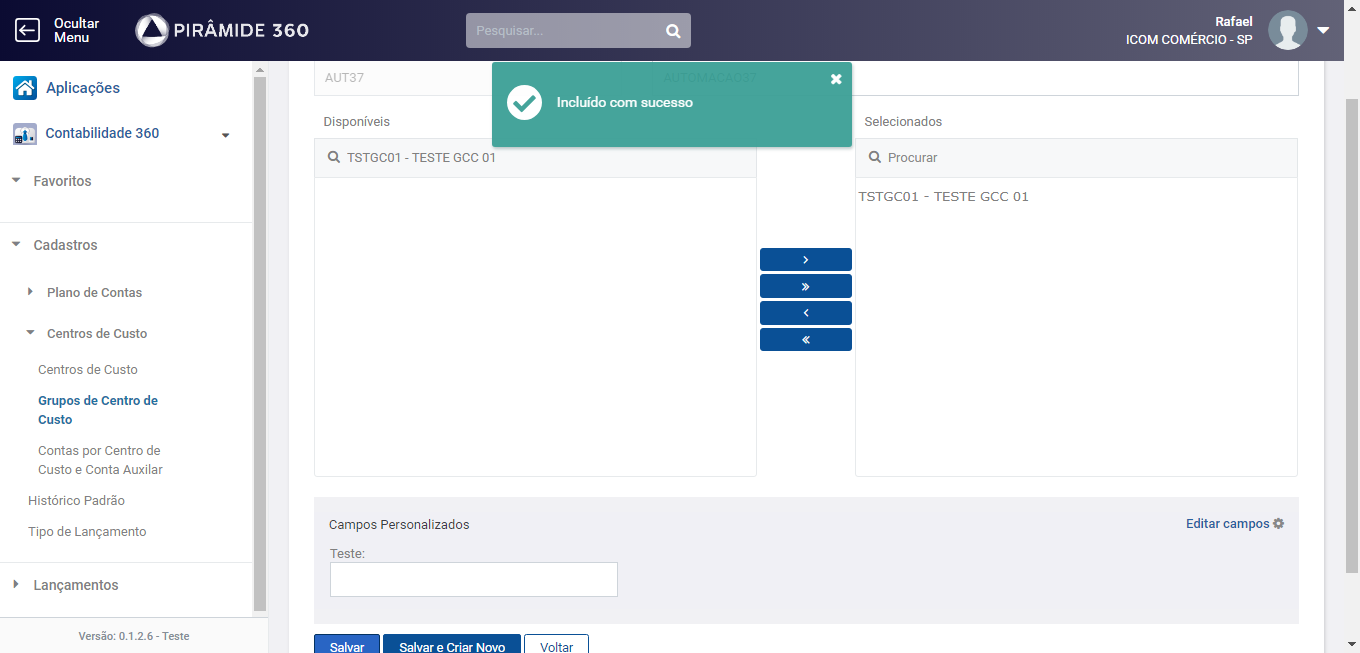 Ocultar
Menu
PIRÂMIDE 360
Pesquisar...
Rafael
ICOM COMÉRCIO - SP
Aplicações
Contabilidade 360
Favoritos
Cadastros
Plano de Contas
Centros de Custo
Centros de Custo
Grupos de Centro de
Custo
Contas por Centro de
Custo e Conta Auxilar
Histórico Padrão
Tipo de Lançamento
Lançamentos
Versão: 0.1.2.6 - Teste
AUT37
AUTOMACAO37
Incluído com sucesso
Disponíveis
TSTGC01 - TESTE GCC 01
Selecionados
Procurar
TSTGC01 - TESTE GCC 01
Campos Personalizados
Editar campos
Teste:
Salvar
Salvar e Criar Novo
Voltar